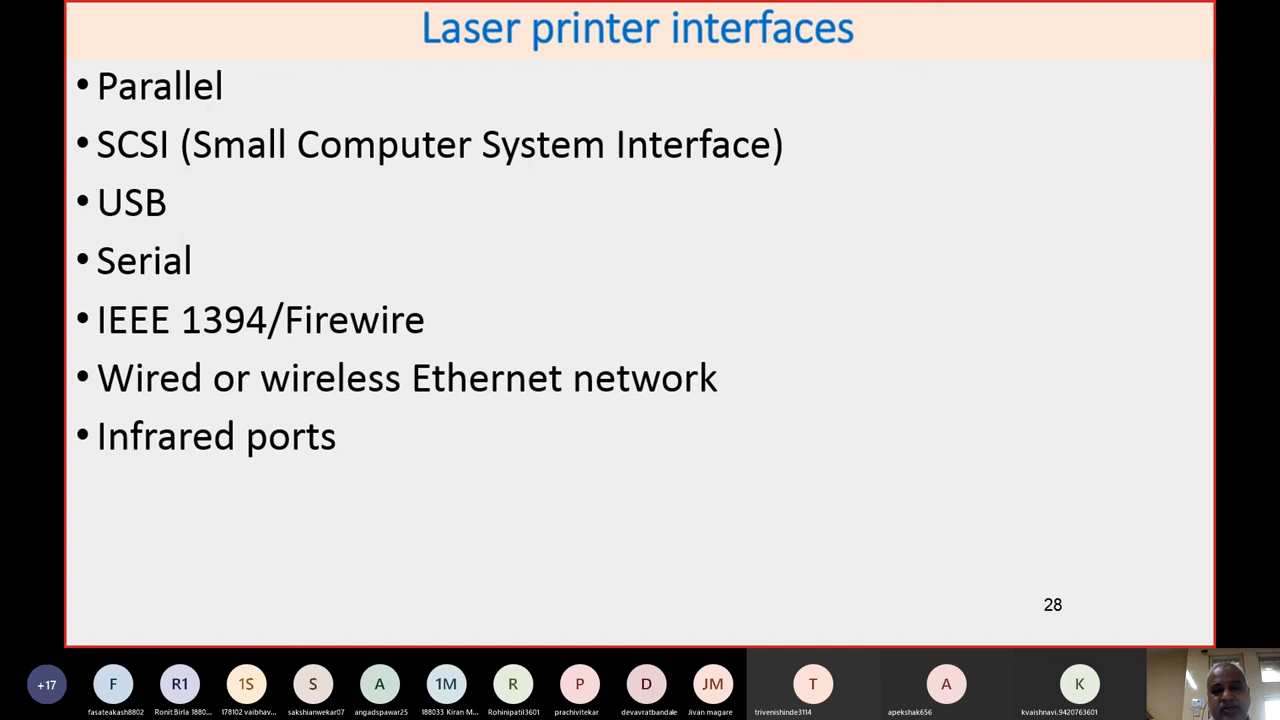 Laser printer interfaces
• Parallel
• SCSI (Small Computer System Interface)
• USB
• Serial
• IEEE 1394/Firewire
• Wired or wireless Ethernet network
• Infrared ports
28
+17
F
R1
1S
S
A
1M
R
P
D
JM
T
A
K
fasateakash8802
Ronit Birla 1880...
178102 vaibhav...
sakshianwekar07
angadspawar25
188033 Kiran M...
Rohinipatil3601
prachivitekar
devavratbandale
Jivan magare
trivenishinde3114
apekshak656
kvaishnavi.9420763601